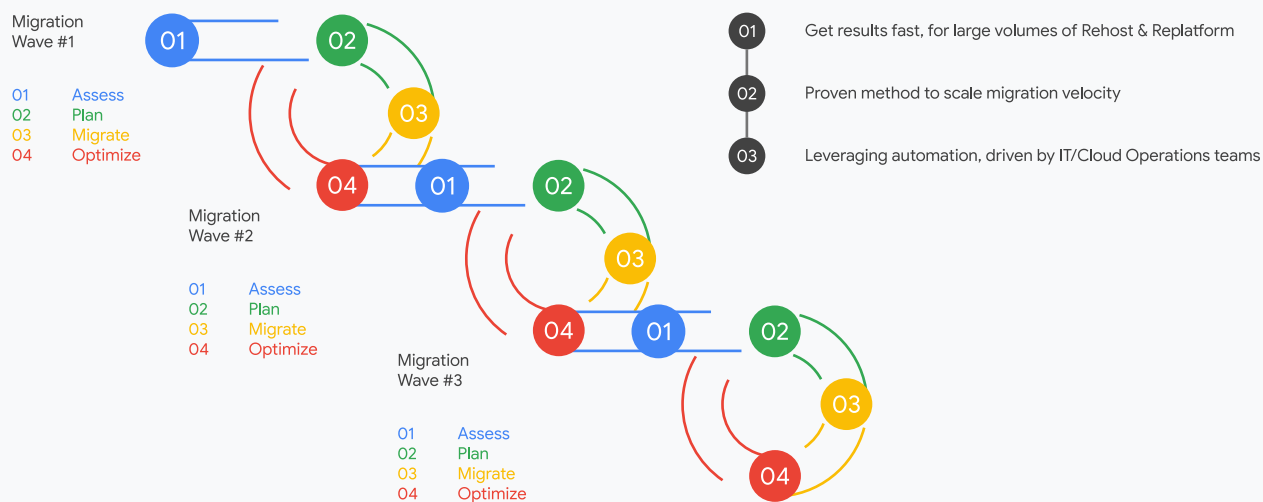 Migration
Wave #1
01 Assess
02 Plan
03 Migrate
04 Optimize
01
02
03
04
01
Migration
Wave #2
01 Assess
02 Plan
03 Migrate
04 Optimize
02
03
04
01
Migration
Wave #3
01 Assess
02 Plan
03 Migrate
04 Optimize
02
03
04
01 Get results fast, for large volumes of Rehost & Replatform
02 Proven method to scale migration velocity
03 Leveraging automation, driven by IT/Cloud Operations teams